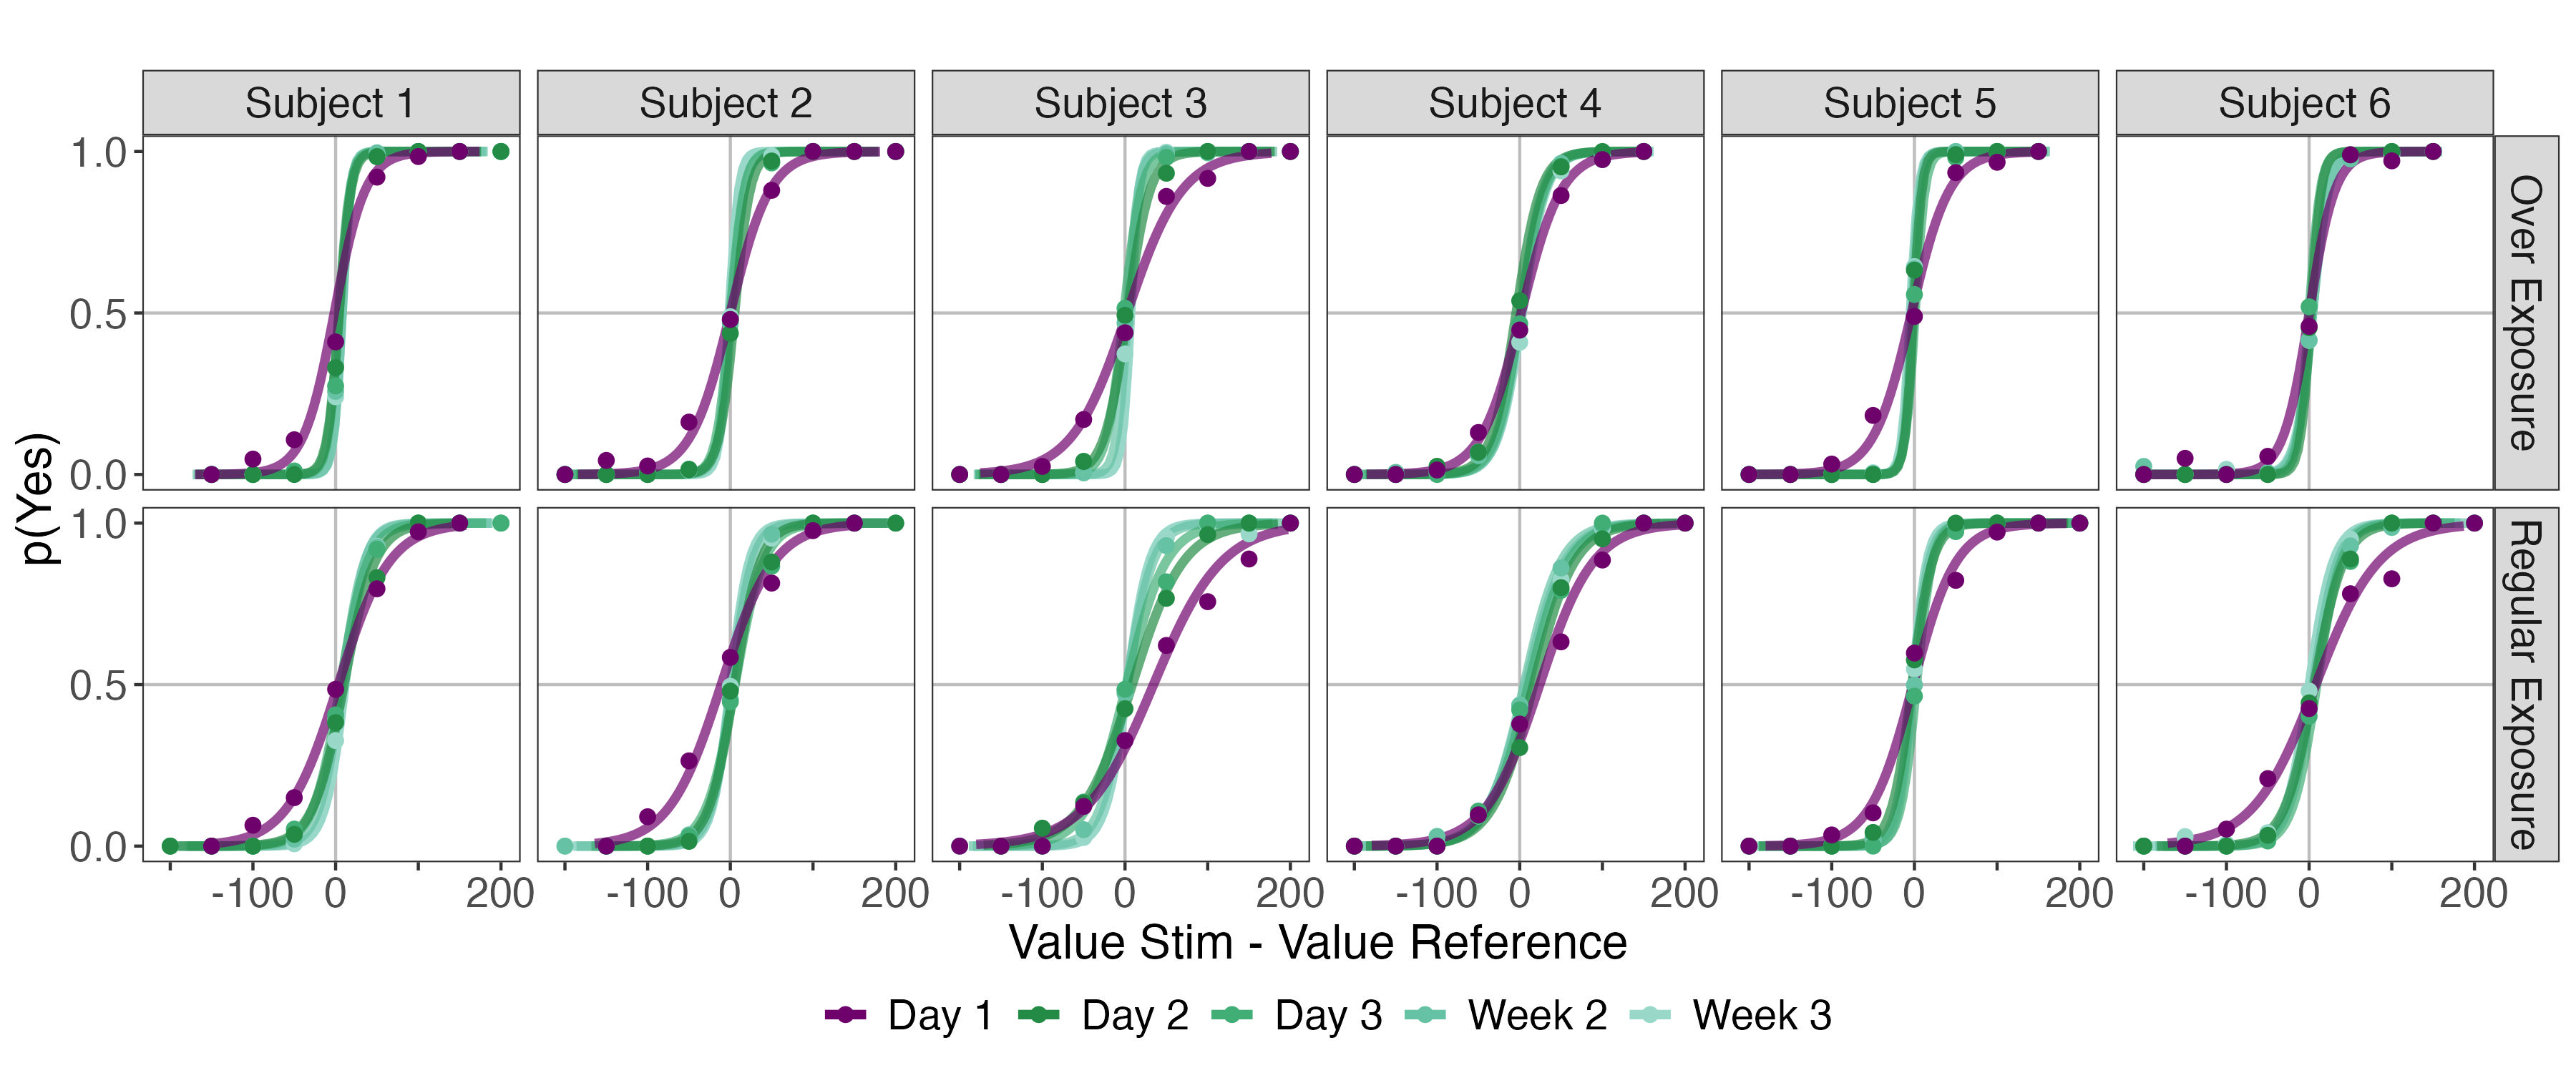 Subject 1 Subject 2 Subject 3 Subject 4 Subject 5 Subject 6
1.0
0.5
0.0
Over Exposure
1.0
0.5
0.0
Regular Exposure
p(Yes)
-100 0 200 -100 0 200 -100 0 200 -100 0 200 -100 0 200 -100 0 200
Value Stim - Value Reference
Day 1 Day 2 Day 3 Week 2 Week 3